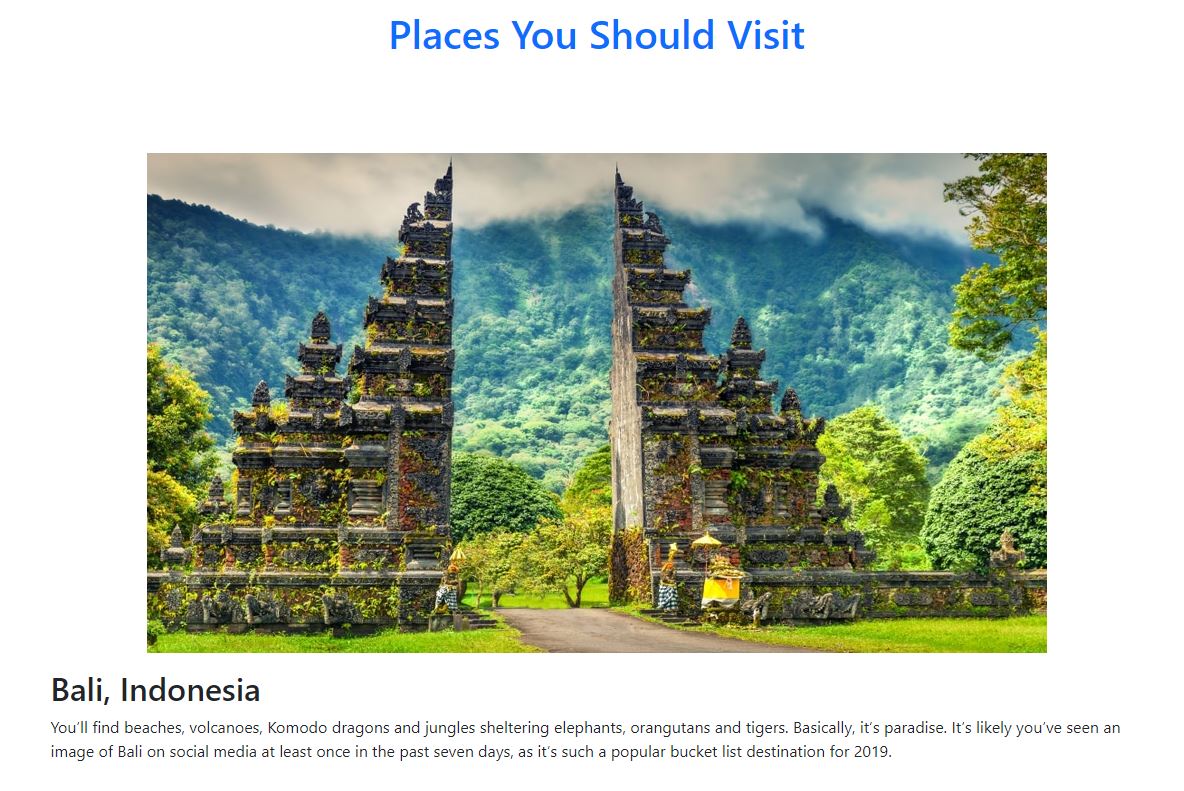 Places You Should Visit
Bali, Indonesia
You’ll find beaches, volcanoes, Komodo dragons and jungles sheltering elephants, orangutans and tigers. Basically, it’s paradise. It’s likely you’ve seen an
image of Bali on social media at least once in the past seven days, as it’s such a popular bucket list destination for 2019.